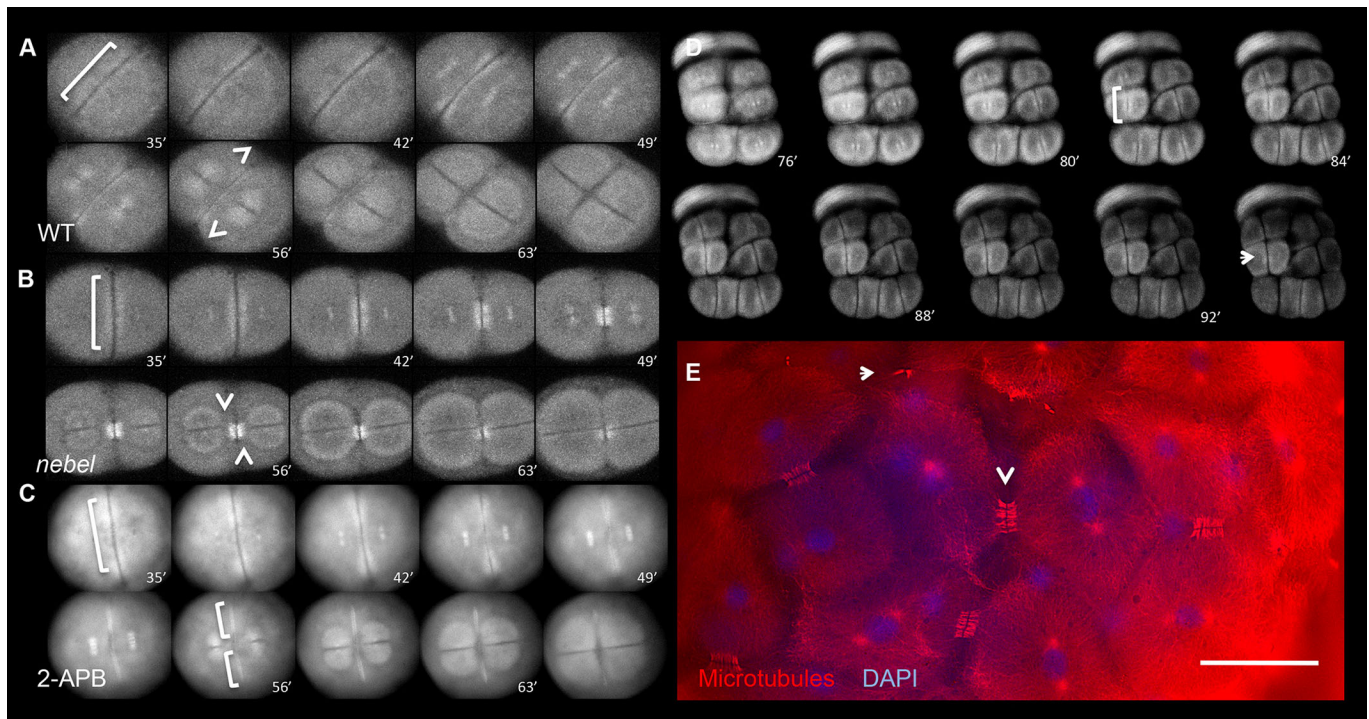 A
35’ 42’ 49’
WT 56’ 63’
B
35’ 42’ 49’
nebel 56’ 63’
C
35’ 42’ 49’
2-APB 56’ 63’
D
76’ 80’ 84’
88’ 92’
E
Microtubules DAPI